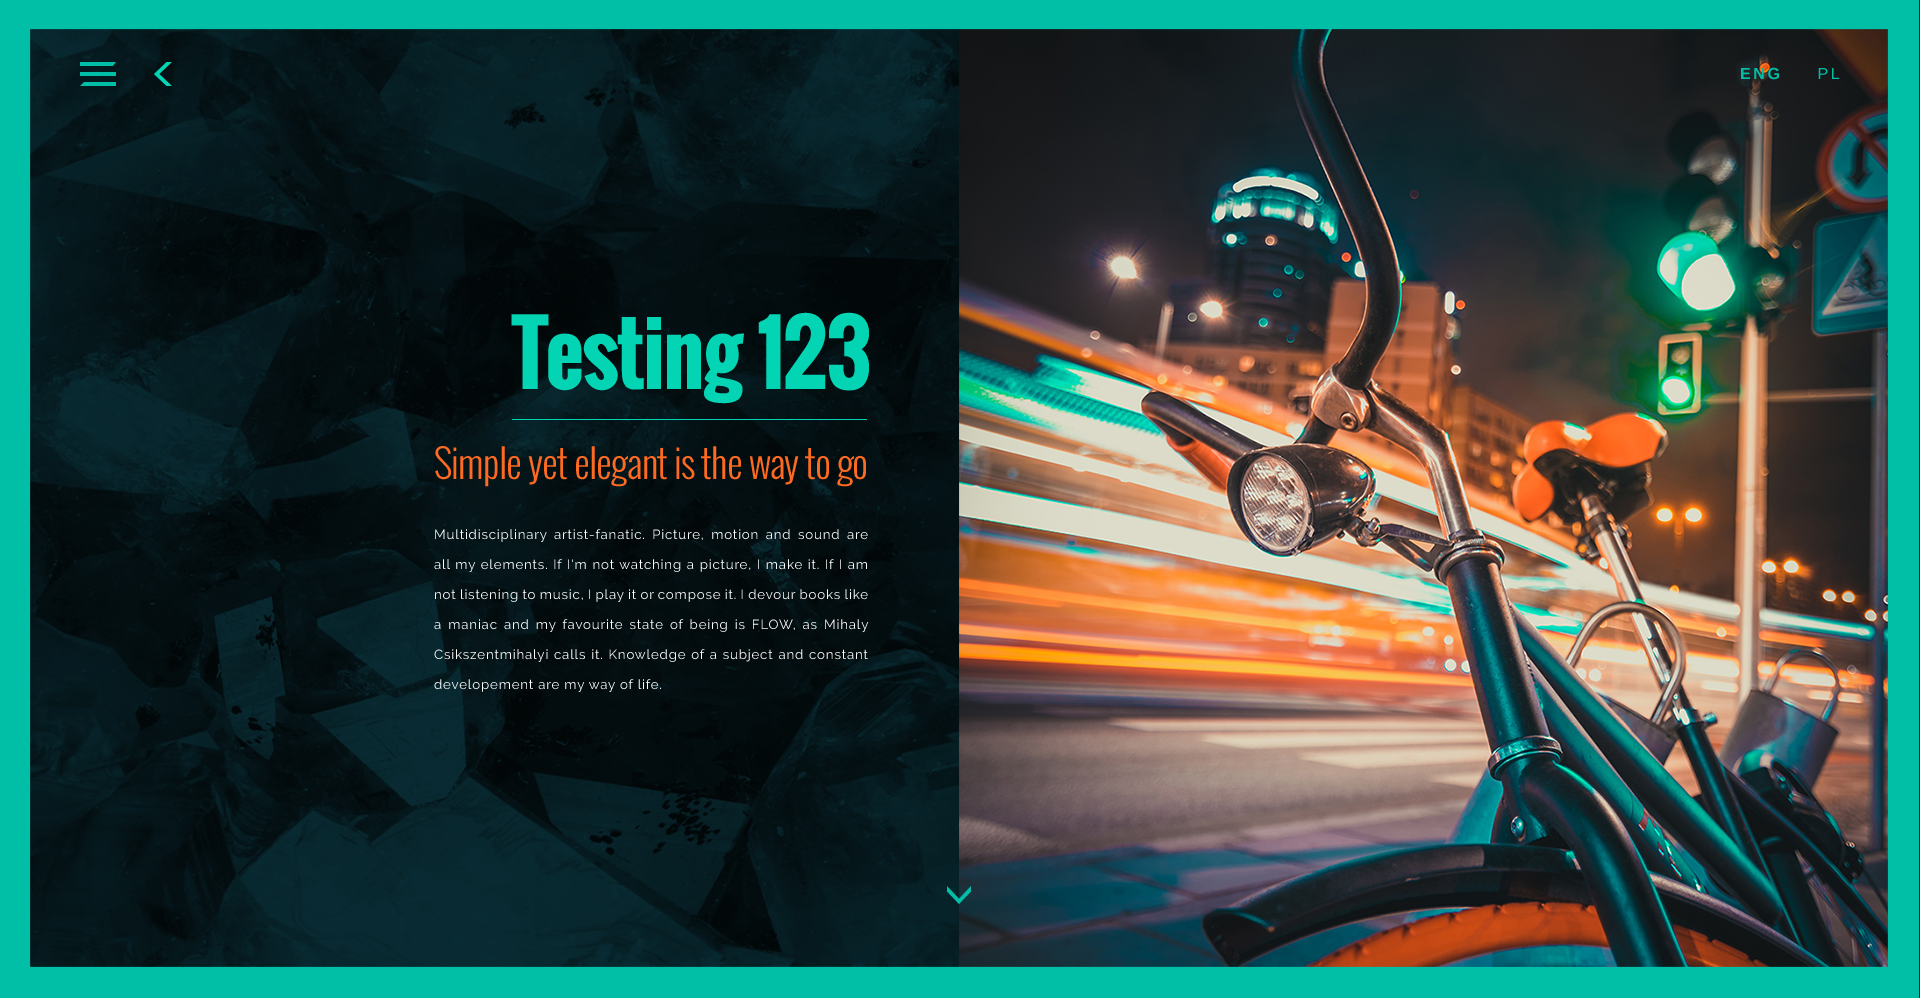 ENG PL
Testing 123
Simple yet elegant is the way to go
Multidisciplinary artist-fanatic. Picture, motion and sound are
all my elements. If I'm not watching a picture, I make it. If I am
not listening to music, I play it or compose it. I devour books like
a maniac and my favourite state of being is FLOW, as Mihaly
Csikszentmihalyi calls it. Knowledge of a subject and constant
developement are my way of life.